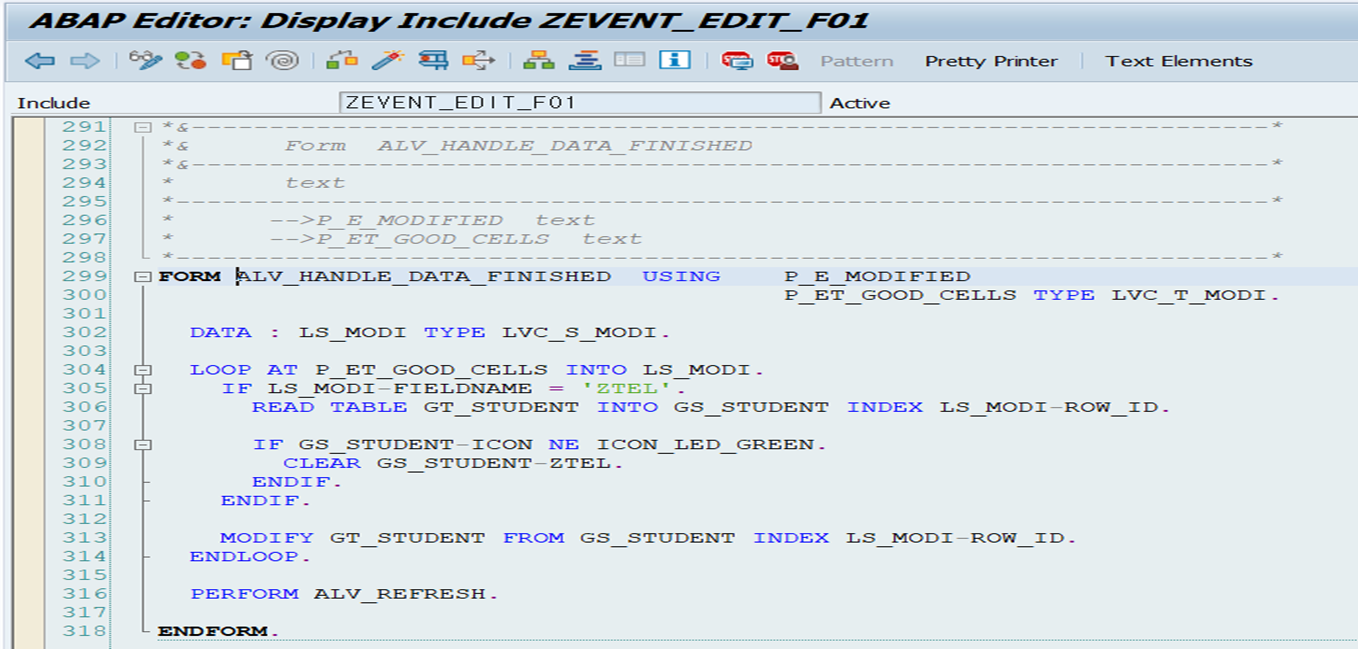 ABAP Editor: Display Include ZEVENT_EDIT_F01
Pattern Pretty Printer Text Elements
Include ZEVENT_EDIT_F01 Active
291 *&---------------------------------------------------------------------*
292 *&      Form  ALV_HANDLE_DATA_FINISHED
293 *&---------------------------------------------------------------------*
294 *       text
295 *----------------------------------------------------------------------*
296 *      -->P_E_MODIFIED  text
297 *      -->P_ET_GOOD_CELLS  text
298 *----------------------------------------------------------------------*
299 FORM ALV_HANDLE_DATA_FINISHED  USING    P_E_MODIFIED
300                                         P_ET_GOOD_CELLS TYPE LVC_T_MODI.
301
302   DATA : LS_MODI TYPE LVC_S_MODI.
303
304   LOOP AT P_ET_GOOD_CELLS INTO LS_MODI.
305     IF LS_MODI-FIELDNAME = 'ZTEL'.
306       READ TABLE GT_STUDENT INTO GS_STUDENT INDEX LS_MODI-ROW_ID.
307
308       IF GS_STUDENT-ICON NE ICON_LED_GREEN.
309         CLEAR GS_STUDENT-ZTEL.
310       ENDIF.
311     ENDIF.
312
313     MODIFY GT_STUDENT FROM GS_STUDENT INDEX LS_MODI-ROW_ID.
314   ENDLOOP.
315
316   PERFORM ALV_REFRESH.
317
318 ENDFORM.